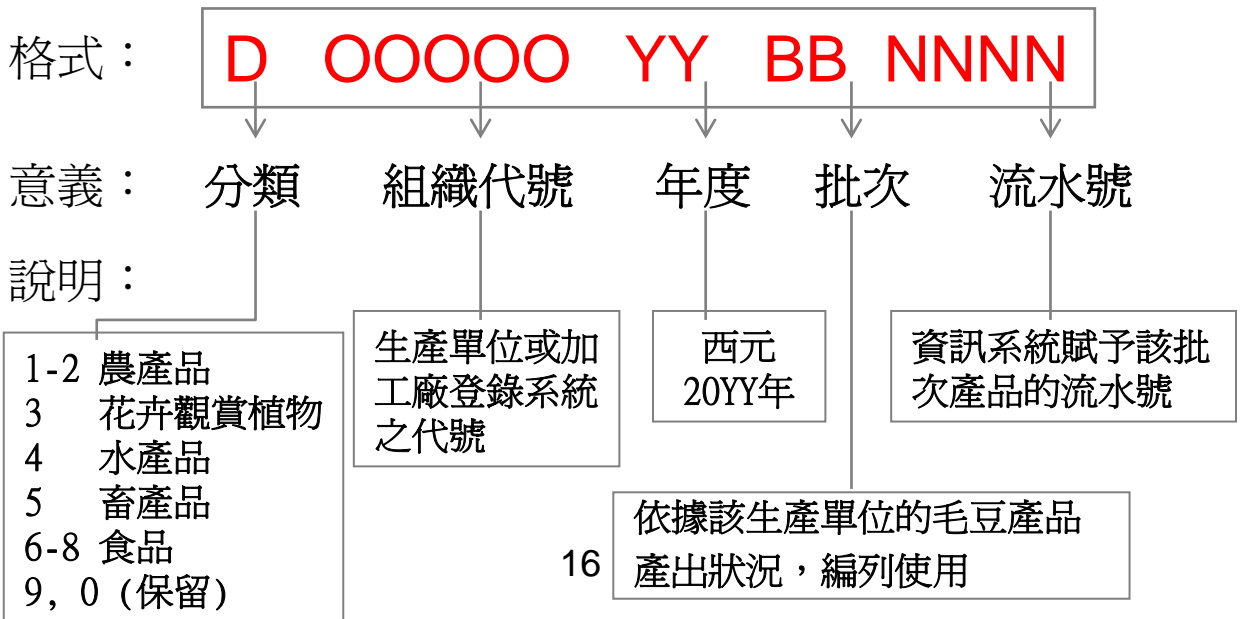 格式：
D OOOOO YY BB NNNN
意義：
分類 組織代號 年度 批次 流水號
說明：
1-2 農產品
3 花卉觀賞植物
4 水產品
5 畜產品
6-8 食品
9, 0 (保留)
生產單位或加
工廠登錄系統
之代號
西元
20YY年
資訊系統賦予該批
次產品的流水號
依據該生產單位的毛豆產品
產出狀況，編列使用
16